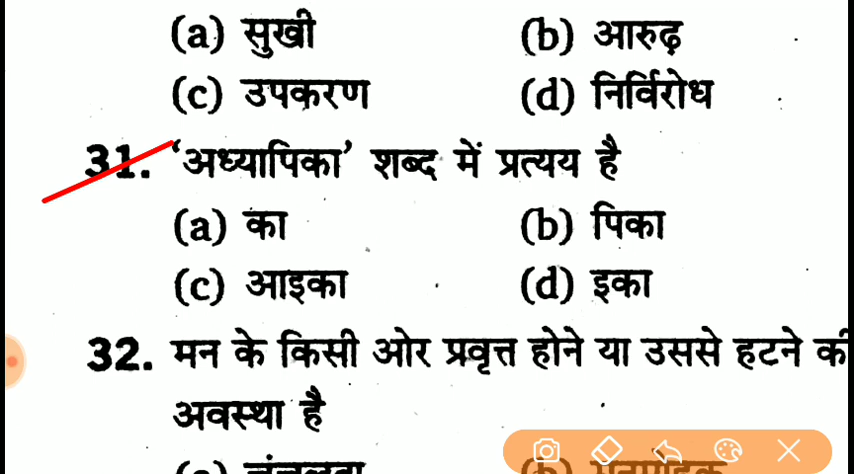 (a) सुखी (b) आरुढ़
(c) उपकरण (d) निर्विरोध
31. ‘अध्यापिका’ शब्द में प्रत्यय है
(a) का (b) पिका
(c) आइका (d) इका
32. मन के किसी ओर प्रवृत्त होने या उससे हटने की
अवस्था है